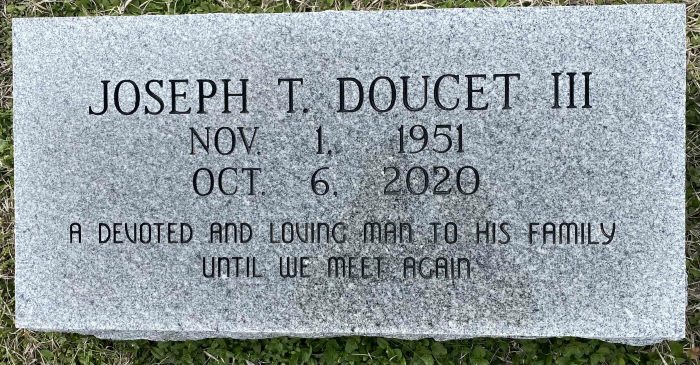 JOSEPH T. DOUCET III
NOV. 1, 1951
OCT. 6, 2020
A DEVOTED AND LOVING MAN TO HIS FAMILY
UNTIL WE MEET AGAIN